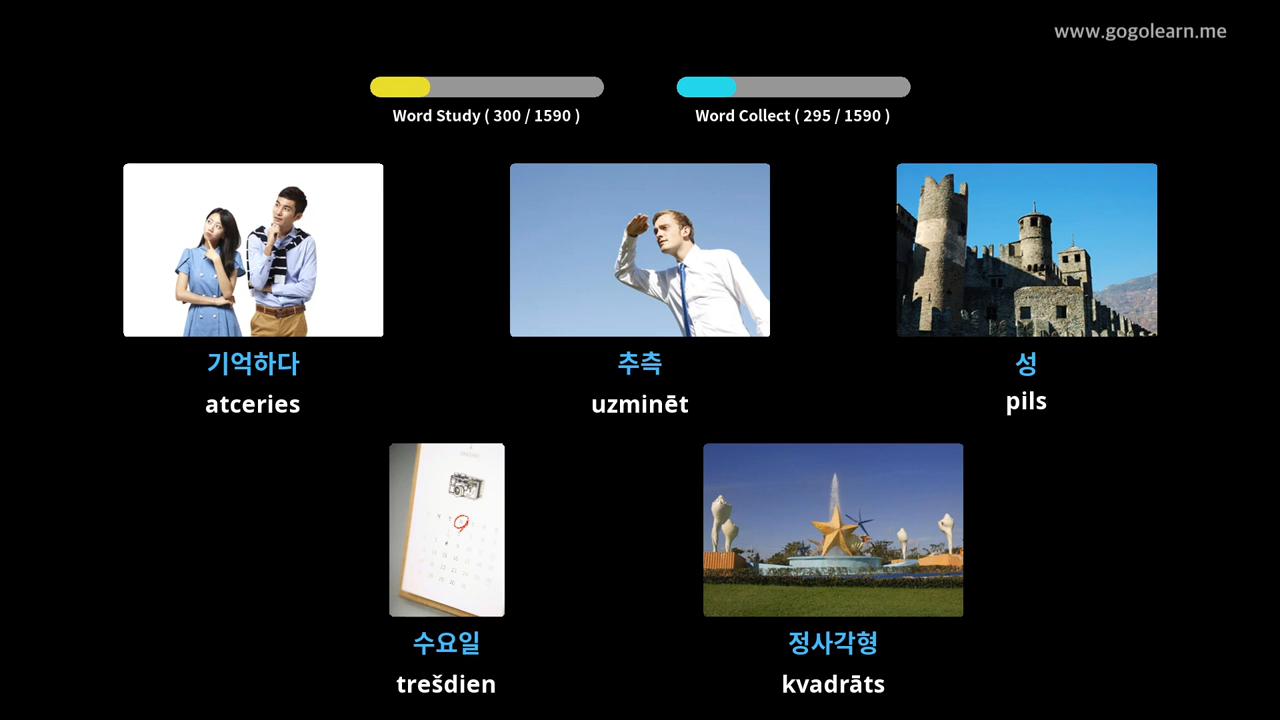 www.gogolearn.me
Word Study ( 300 / 1590 )
Word Collect ( 295 / 1590 )
기억하다
atceries
추측
uzminēt
성
pils
수요일
trešdien
정사각형
kvadrāts